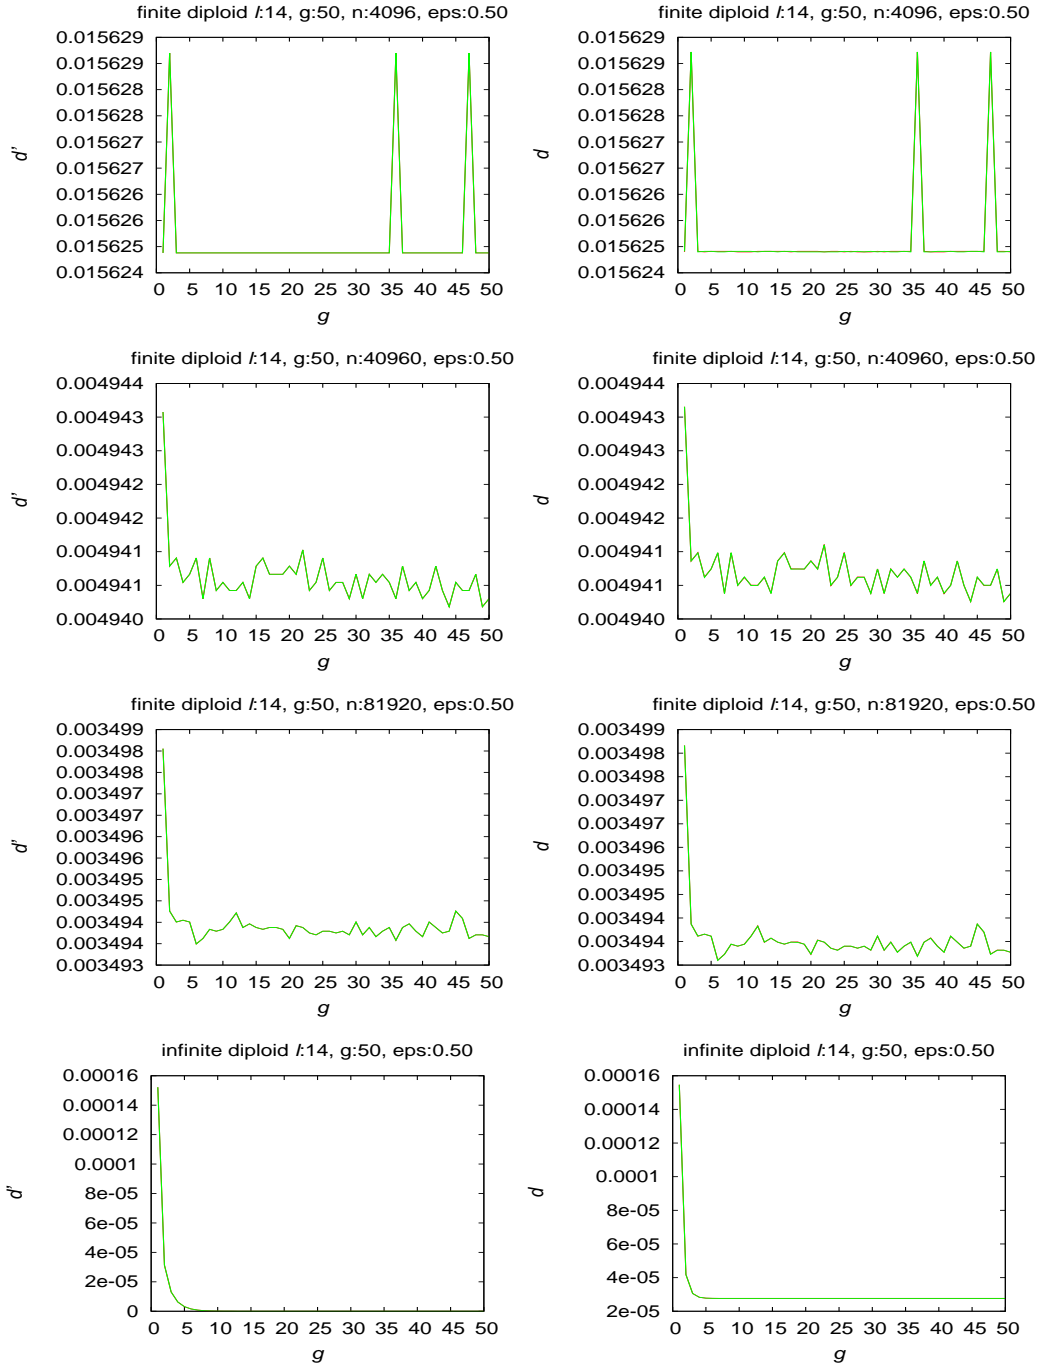 finite diploid l:14, g:50, n:4096, eps:0.50
0.015629
0.015629
0.015628
0.015628
0.015627
0.015627
0.015626
0.015626
0.015625
0.015624
0 5 10 15 20 25 30 35 40 45 50
d'
g
finite diploid l:14, g:50, n:4096, eps:0.50
0.015629
0.015629
0.015628
0.015628
0.015627
0.015627
0.015626
0.015626
0.015625
0.015624
0 5 10 15 20 25 30 35 40 45 50
d
g
finite diploid l:14, g:50, n:40960, eps:0.50
0.004944
0.004943
0.004943
0.004942
0.004942
0.004941
0.004941
0.004940
0 5 10 15 20 25 30 35 40 45 50
d'
g
finite diploid l:14, g:50, n:40960, eps:0.50
0.004944
0.004943
0.004943
0.004942
0.004942
0.004941
0.004941
0.004940
0 5 10 15 20 25 30 35 40 45 50
d
g
finite diploid l:14, g:50, n:81920, eps:0.50
0.003499
0.003498
0.003498
0.003497
0.003496
0.003496
0.003496
0.003495
0.003495
0.003494
0.003494
0.003493
0 5 10 15 20 25 30 35 40 45 50
d'
g
finite diploid l:14, g:50, n:81920, eps:0.50
0.003499
0.003498
0.003498
0.003497
0.003497
0.003496
0.003495
0.003495
0.003494
0.003494
0.003493
0 5 10 15 20 25 30 35 40 45 50
d
g
infinite diploid l:14, g:50, eps:0.50
0.00016
0.00014
0.00012
0.0001
8e-05
6e-05
4e-05
2e-05
0
0 5 10 15 20 25 30 35 40 45 50
d'
g
infinite diploid l:14, g:50, eps:0.50
0.00016
0.00014
0.00012
0.0001
8e-05
6e-05
4e-05
2e-05
0 5 10 15 20 25 30 35 40 45 50
d
g